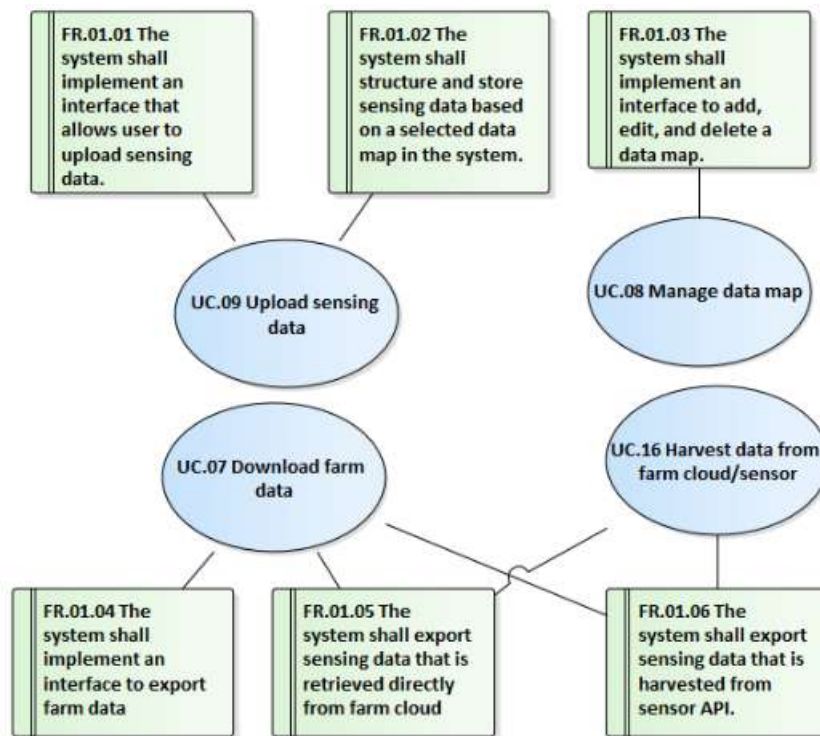 FR.01.01 The
system shall
implement an
interface that
allows user to
upload sensing
data.
FR.01.02 The
system shall
structure and store
sensing data based
on a selected data
map in the system.
FR.01.03 The
system shall
implement an
interface to add,
edit, and delete a
data map.
UC.09 Upload sensing
data
UC.08 Manage data map
UC.07 Download farm
data
UC.16 Harvest data from
farm cloud/sensor
FR.01.04 The
system shall
implement an
interface to export
farm data
FR.01.05 The
system shall export
sensing data that is
retrieved directly
from farm cloud
FR.01.06 The
system shall export
sensing data that is
harvested from
sensor API.